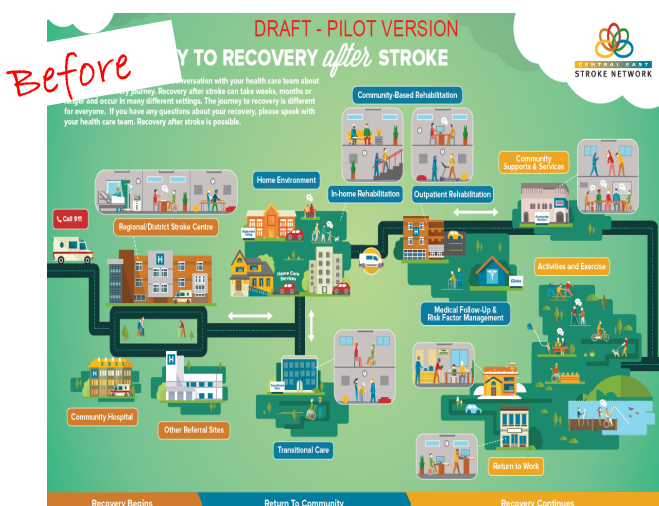 DRAFT - PILOT VERSION
Before
Y TO RECOVERY after STROKE
CENTRAL EAST
STROKE NETWORK
onversation with your health care team about
journey. Recovery after stroke can take weeks, months or
and occur in many different settings. The journey to recovery is different
for everyone. If you have any questions about your recovery, please speak with
your health care team. Recovery after stroke is possible.
Community-Based Rehabilitation
Community
Supports & Services
Home Environment
In-home Rehabilitation
Outpatient Rehabilitation
Call 911
Regional/District Stroke Centre
H
Home Care
Services
H
Clinics
Activities and Exercise
Medical Follow-Up &
Risk Factor Management
H
H
Community Hospital
Other Referral Sites
Transitional Care
Return to Work
Recovery Begins
Return To Community
Recovery Continues